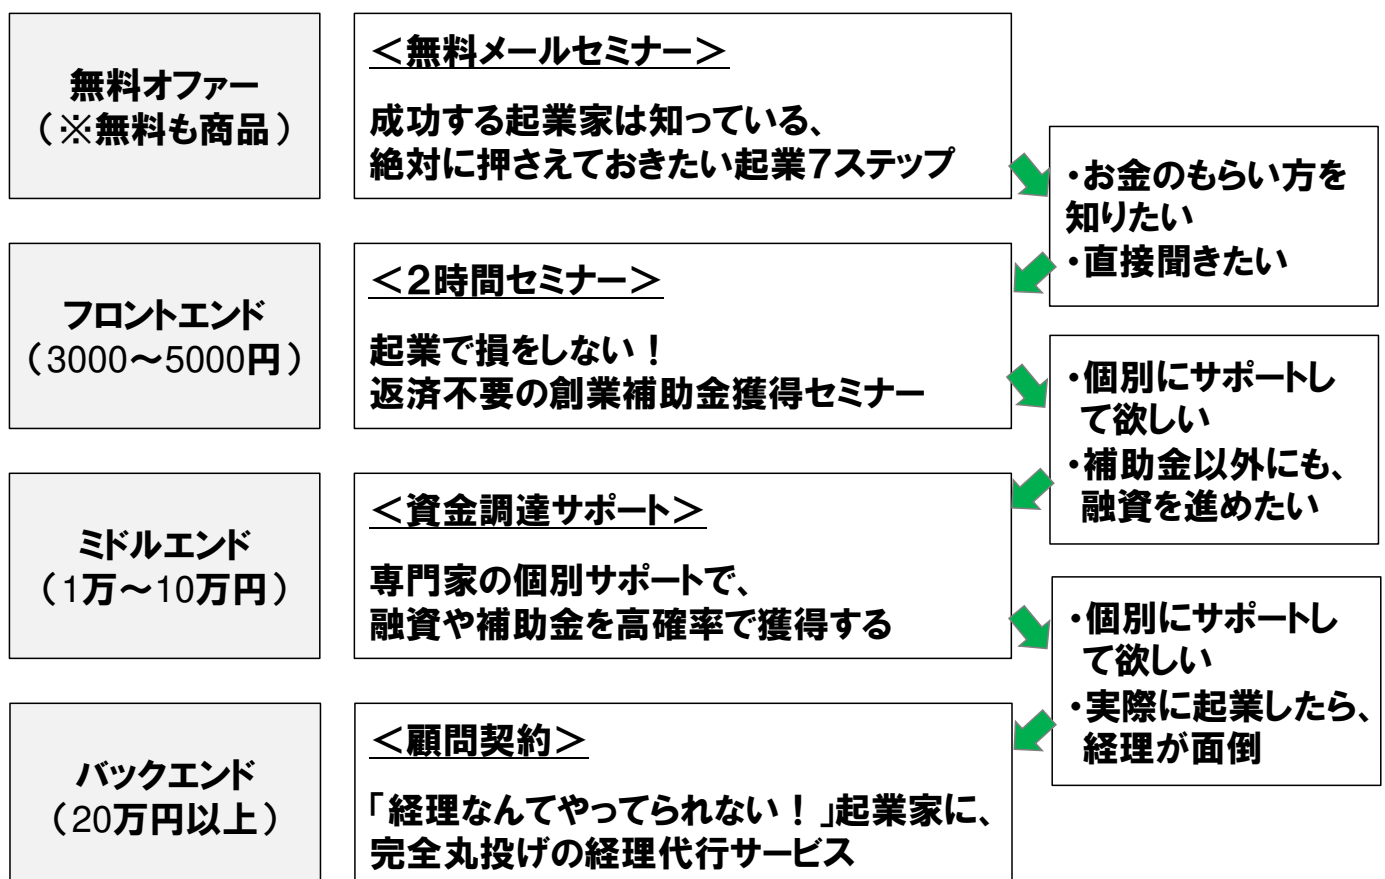 無料オファー
（※無料も商品）
＜無料メールセミナー＞
成功する起業家は知っている、
絶対に押さえておきたい起業７ステップ
・お金のもらい方を
知りたい
・直接聞きたい
フロントエンド
（3000～5000円）
＜２時間セミナー＞
起業で損をしない！
返済不要の創業補助金獲得セミナー
・個別にサポートし
て欲しい
・補助金以外にも、
融資を進めたい
ミドルエンド
（1万～10万円）
＜資金調達サポート＞
専門家の個別サポートで、
融資や補助金を高確率で獲得する
・個別にサポートし
て欲しい
・実際に起業したら、
経理が面倒
バックエンド
（20万円以上）
＜顧問契約＞
「経理なんてやってられない！」起業家に、
完全丸投げの経理代行サービス